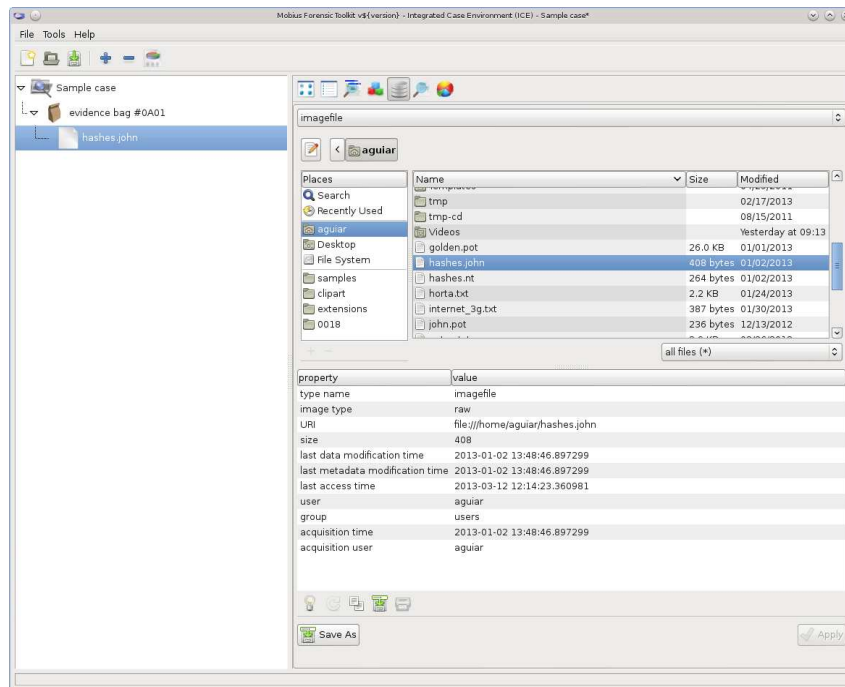 Mobius Forensic Toolkit v${version} - Integrated Case Environment (ICE) - Sample case*
File Tools Help
Sample case
evidence bag #0A01
hashes.john
imagefile
aguiar
Places
Search
Recently Used
aguiar
Desktop
File System
samples
clipart
extensions
0018
Name Size Modified
tmp 02/17/2013
tmp-cd 08/15/2011
Videos Yesterday at 09:13
golden.pot 26.0 KB 01/01/2013
hashes.john 408 bytes 01/02/2013
hashes.nt 264 bytes 01/02/2013
horta.txt 2.2 KB 01/24/2013
internet_3g.txt 387 bytes 01/30/2013
john.pot 236 bytes 12/13/2012
all files (*)
property value
type name imagefile
image type raw
URI file:///home/aguiar/hashes.john
size 408
last data modification time 2013-01-02 13:48:46.897299
last metadata modification time 2013-01-02 13:48:46.897299
last access time 2013-03-12 12:14:23.360981
user aguiar
group users
acquisition time 2013-01-02 13:48:46.897299
acquisition user aguiar
Save As
Apply